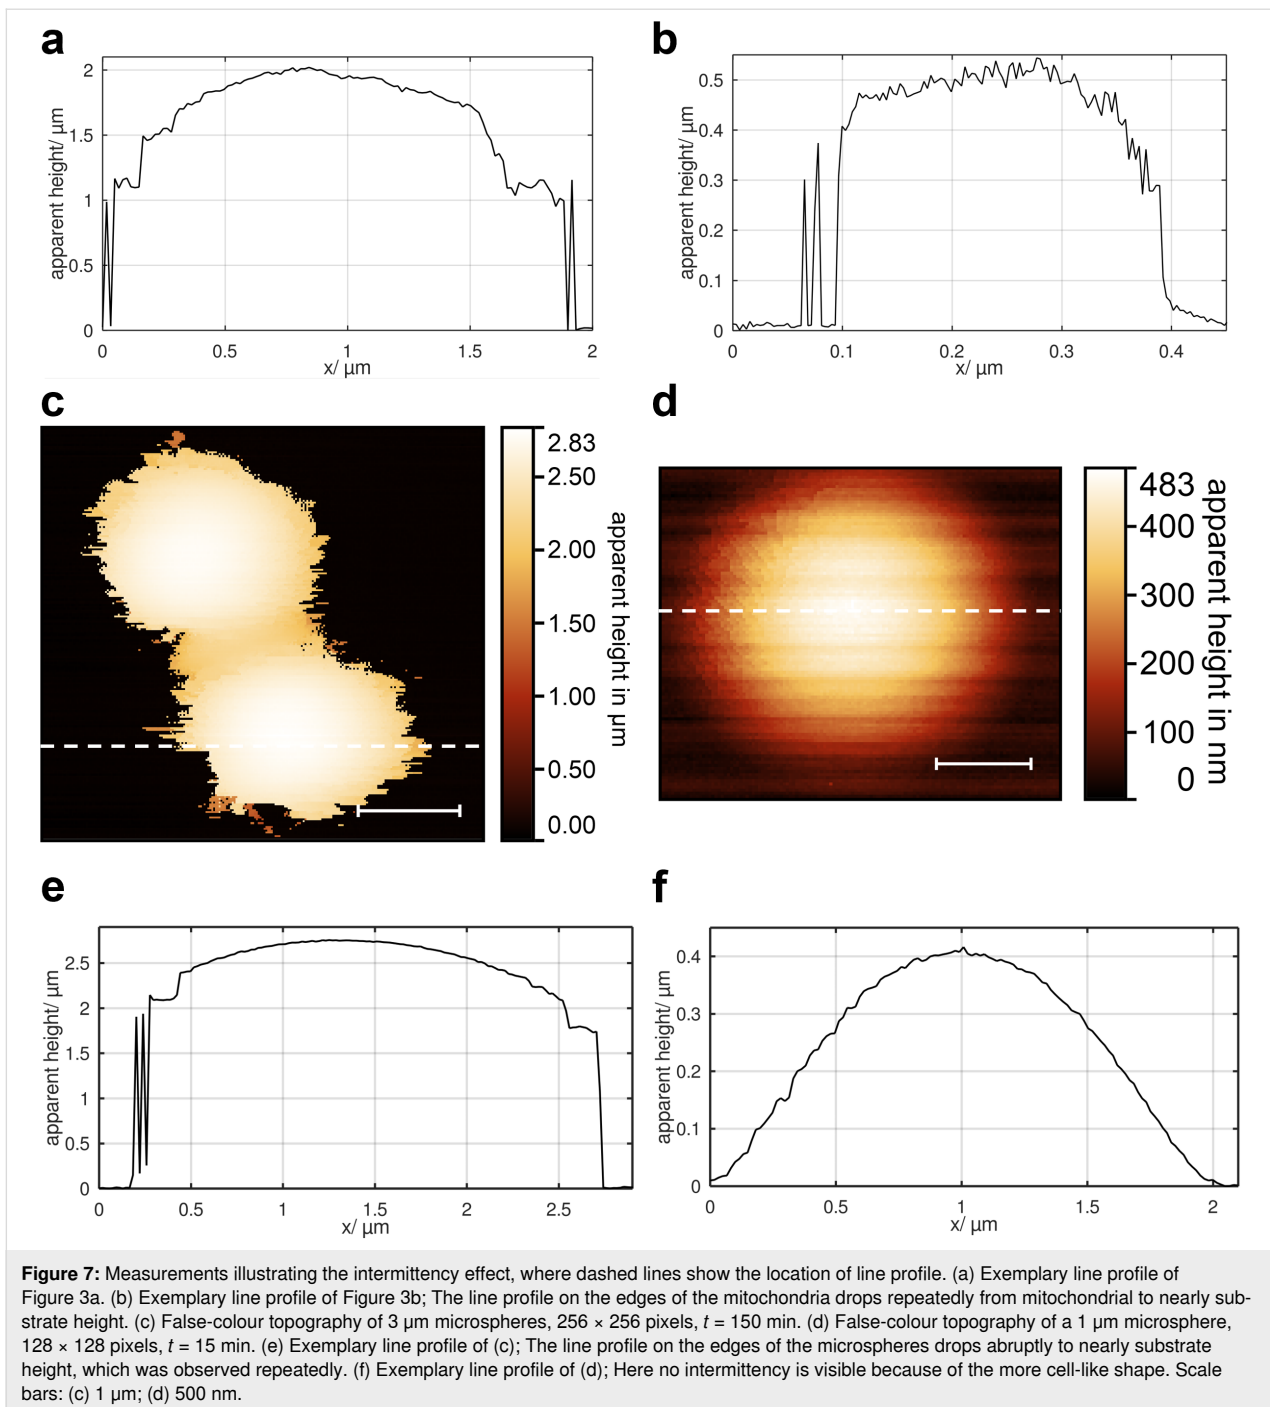 a
b
2
1.5
1
0.5
0
apparent height/ µm
0 0.5 1 1.5 2
x/ µm
0.5
0.4
0.3
0.2
0.1
0
apparent height/ µm
0 0.1 0.2 0.3 0.4
x/ µm
c
d
2.83
2.50
2.00
1.50
1.00
0.50
0.00
apparent height in µm
483
400
300
200
100
0
apparent height in nm
e
f
2.5
2
1.5
1
0.5
0
apparent height/ µm
0 0.5 1 1.5 2 2.5
x/ µm
0.4
0.3
0.2
0.1
0
apparent height/ µm
0 0.5 1 1.5 2
x/ µm
Figure 7: Measurements illustrating the intermittency effect, where dashed lines show the location of line profile. (a) Exemplary line profile of
Figure 3a. (b) Exemplary line profile of Figure 3b; The line profile on the edges of the mitochondria drops repeatedly from mitochondrial to nearly sub-
strate height. (c) False-colour topography of 3 µm microspheres, 256 × 256 pixels, t = 150 min. (d) False-colour topography of a 1 µm microsphere,
128 × 128 pixels, t = 15 min. (e) Exemplary line profile of (c); The line profile on the edges of the microspheres drops abruptly to nearly substrate
height, which was observed repeatedly. (f) Exemplary line profile of (d); Here no intermittency is visible because of the more cell-like shape. Scale
bars: (c) 1 µm; (d) 500 nm.